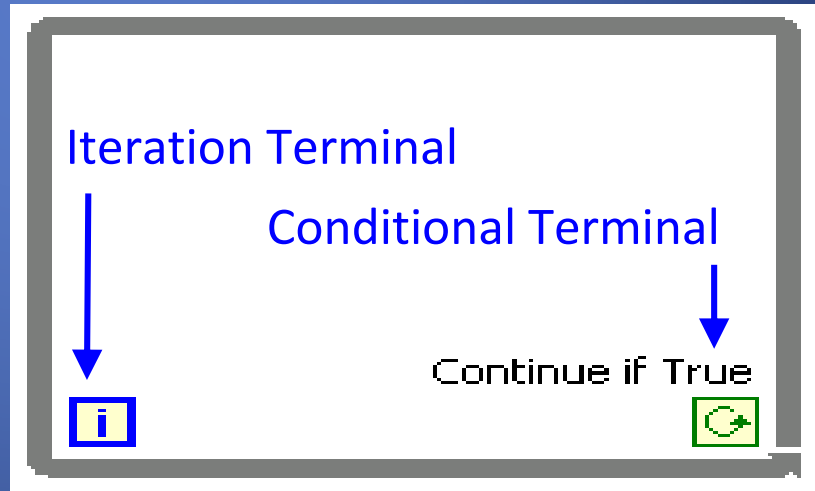 Iteration Terminal
Conditional Terminal
Continue if True
i